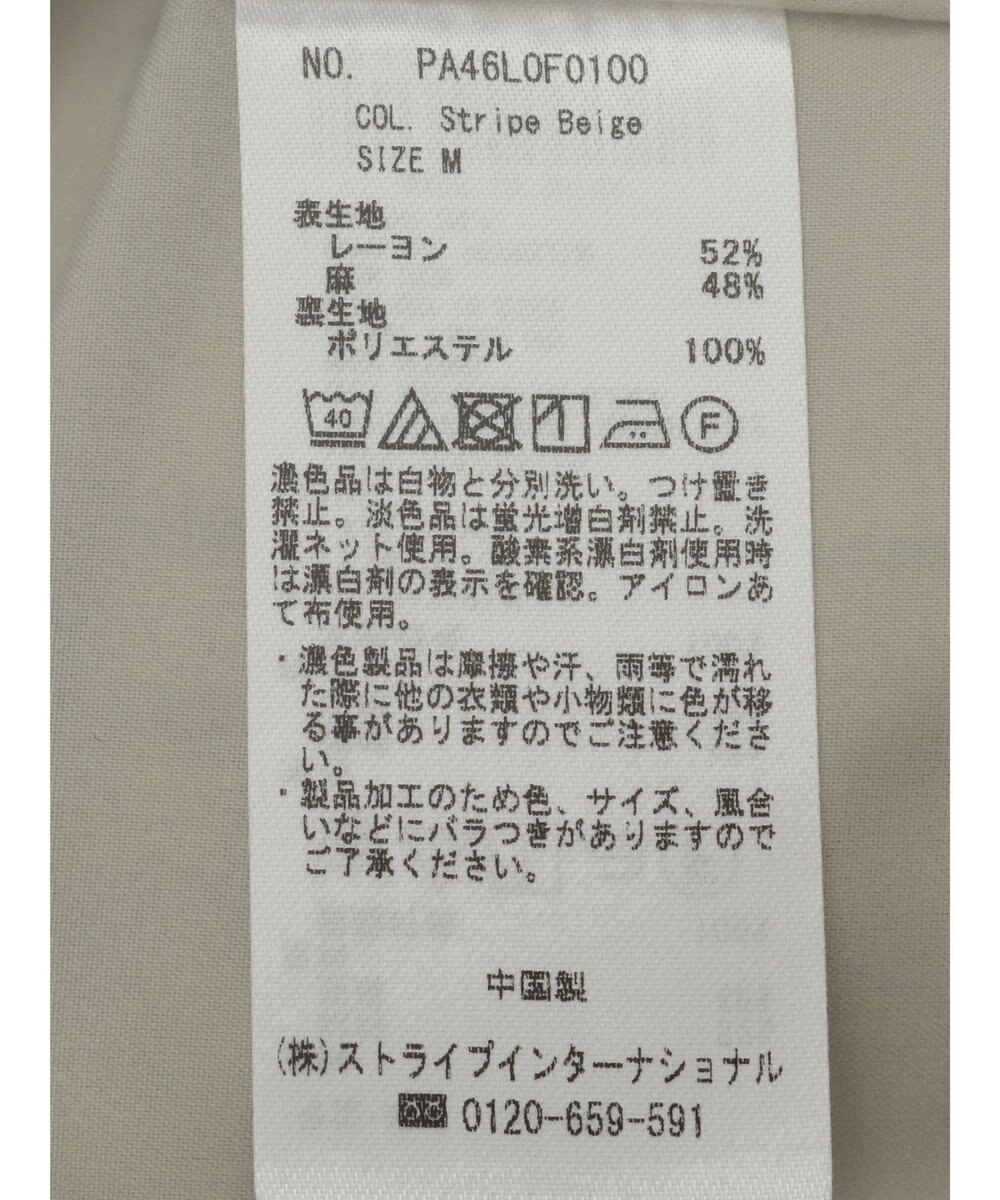 NO. PA46L0F0100
COL. Stripe Beige
SIZE M
表生地
レーヨン 52%
麻 48%
裏生地
ポリエステル 100%
40
F
濃色品は白物と分別洗い。つけ置き
禁止。淡色品は蛍光増白剤禁止。洗
濯ネット使用。酸素系漂白剤使用時
は漂白剤の表示を確認。アイロンあ
て布使用。
・濃色製品は摩擦や汗、雨等で濡れ
た際に他の衣類や小物類に色が移
る事がありますのでご注意くださ
い。
・製品加工のため色、サイズ、風合
いなどにバラつきがありますので
ご了承ください。
中国製
(株)ストライプインターナショナル
0120-659-591